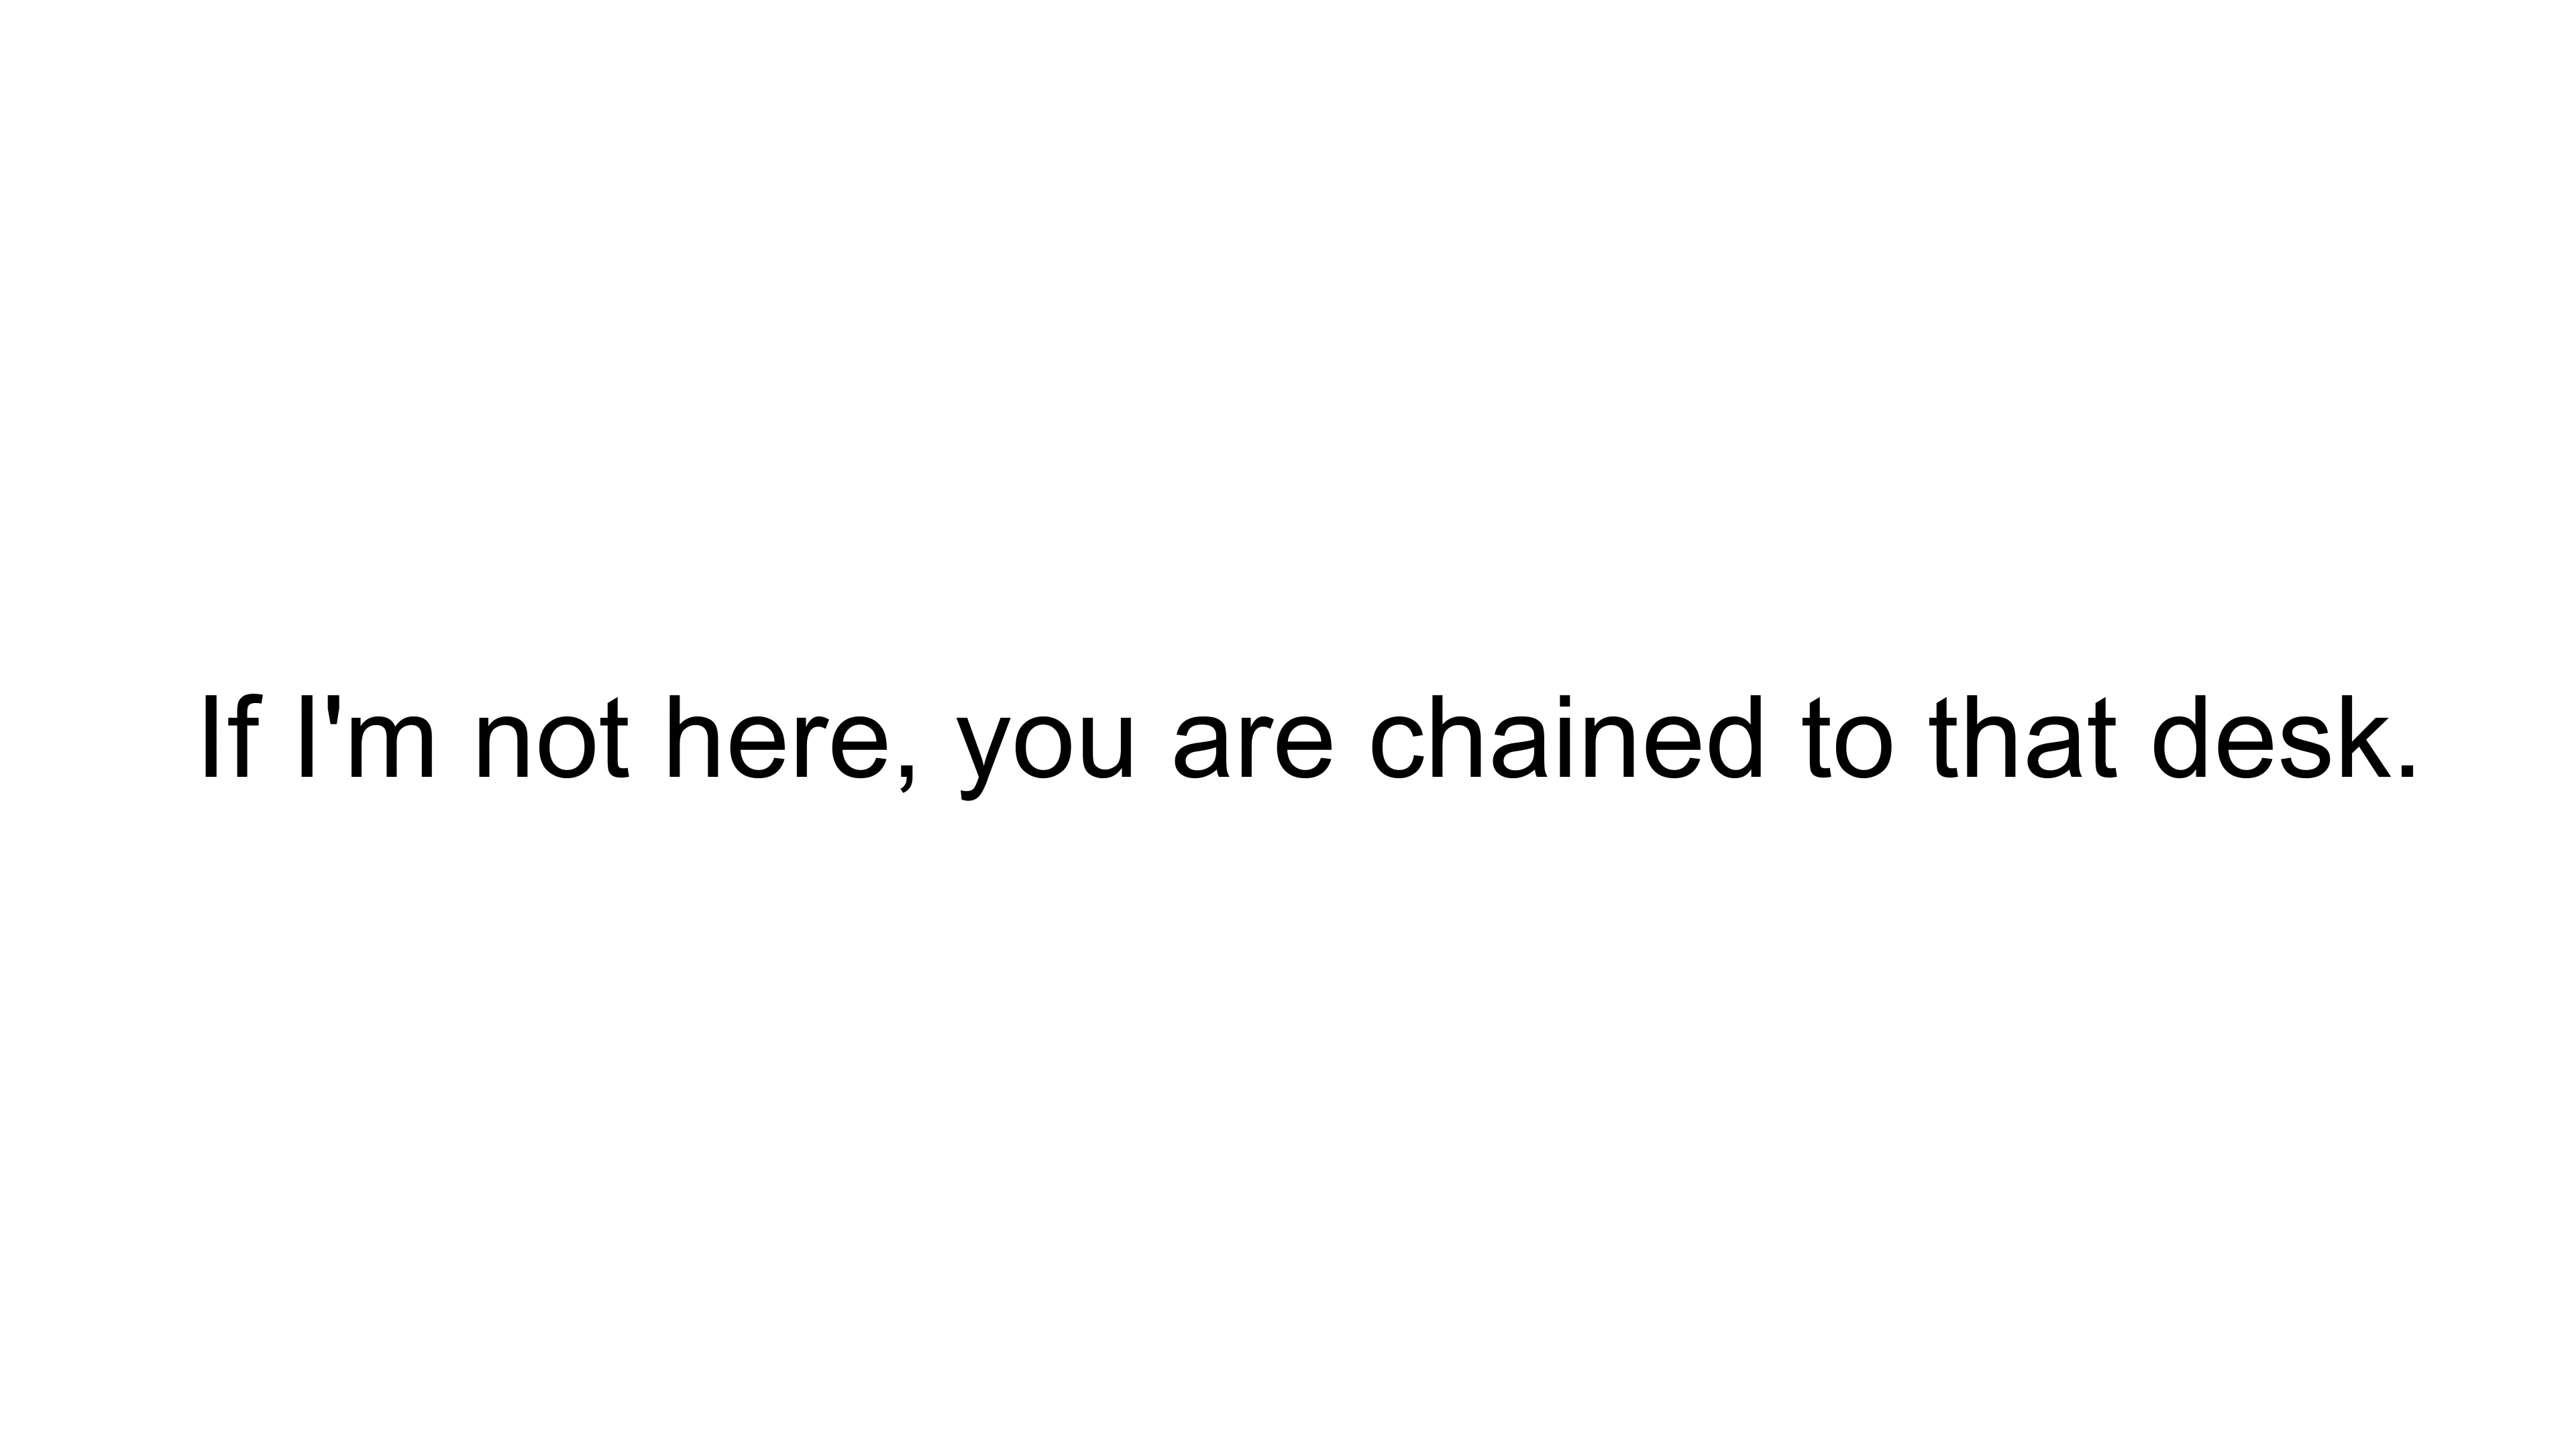 If I'm not here, you are chained to that desk.